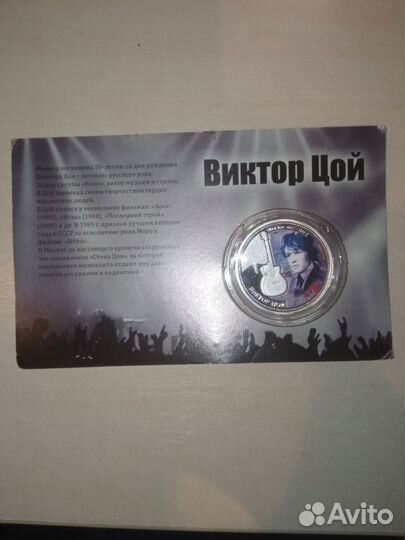 Монета посвящена 50-летию со дня рождения
Виктора Цоя - легенды русского рока.
Лидер группы «Кино», автор музыки и стихов,
В.Цой завоевал своим творчеством сердца
миллионов людей.
В.Цой снялся в нескольких фильмах: «Асса»
(1988), «Игла» (1988), «Последний герой»
(1989) и др. В 1989 г. признан лучшим актером
года в СССР за исполнение роли Моро в
фильме «Игла».
В Москве до настоящего времени сохранилась
так называемая «Стена Цоя», на которой
поклонники музыканта отдают ему дань
памяти рисунками и надписями
Виктор Цой
ВИКТОР ЦОЙ
Avito